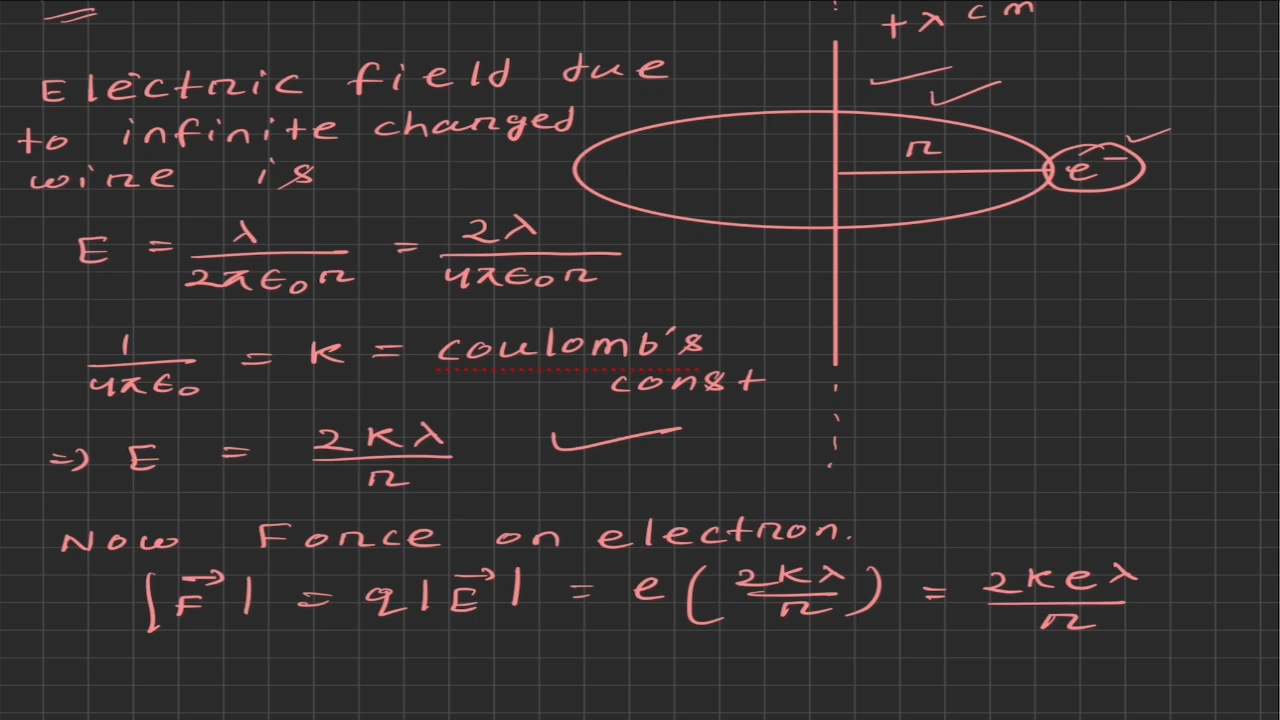 +λ cm
Electric field due
to infinite charged
wire is
r
e⁻
E = λ/2πϵ₀r = 2λ/4πϵ₀r
1/4πϵ₀ = K = coulomb's
const
=> E = 2Kλ/r
Now Force on electron.
|F⃗| = q|E⃗| = e(2Kλ/r) = 2Keλ/r